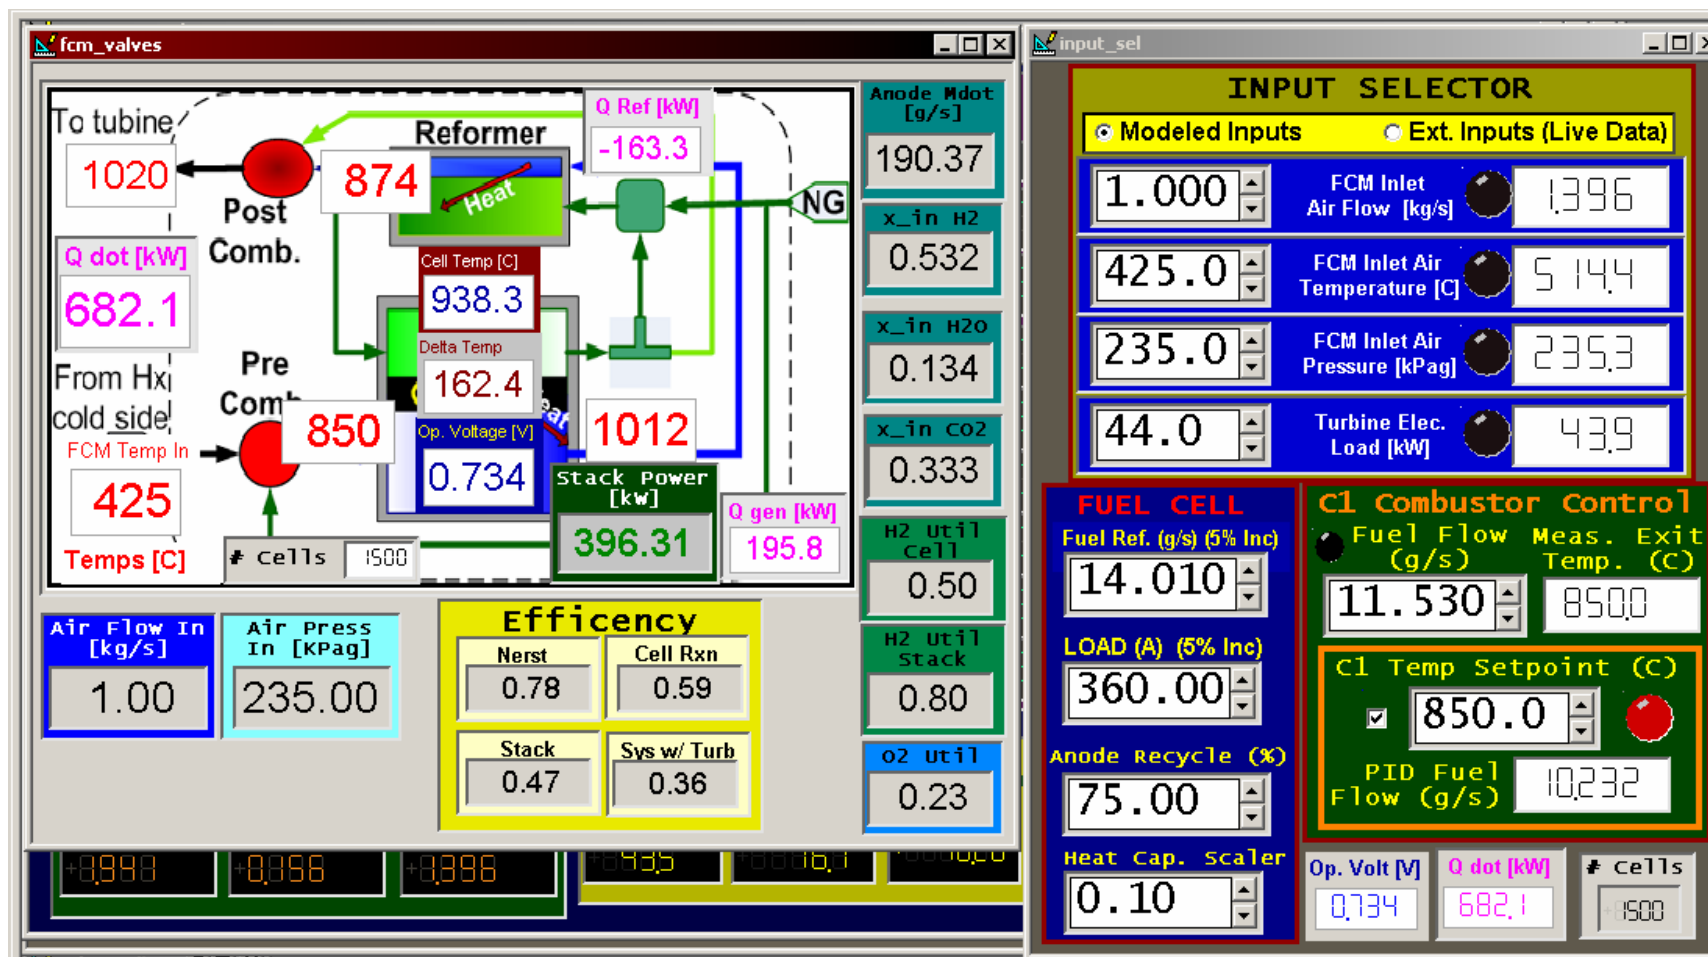 fcm_valves
To tubine
1020
Post
Comb.
874
Reformer
Heat
Q Ref [kW]
-163.3
NG
Q dot [kW]
682.1
Cell Temp [C]
938.3
Delta Temp
162.4
Op. Voltage [V]
0.734
From Hx
cold side
Pre
Comb
850
1012
FCM Temp In
425
Temps [C]
# Cells 1500
Stack Power
[kW]
396.31
Q gen [kW]
195.8
Anode Mdot
[g/s]
190.37
x_in H2
0.532
x_in H2O
0.134
x_in CO2
0.333
H2 Util
Cell
0.50
H2 Util
Stack
0.80
O2 Util
0.23
Air Flow In
[kg/s]
1.00
Air Press
In [KPag]
235.00
Efficency
Nerst
0.78
Cell Rxn
0.59
Stack
0.47
Sys w/ Turb
0.36
input_sel
INPUT SELECTOR
Modeled Inputs
Ext. Inputs (Live Data)
1.000
FCM Inlet
Air Flow [kg/s]
1.396
425.0
FCM Inlet Air
Temperature [C]
514.4
235.0
FCM Inlet Air
Pressure [kPag]
235.3
44.0
Turbine Elec.
Load [kW]
43.9
FUEL CELL
Fuel Ref. (g/s) (5% Inc)
14.010
LOAD (A) (5% Inc)
360.00
Anode Recycle (%)
75.00
Heat Cap. Scaler
0.10
C1 Combustor Control
Fuel Flow
(g/s)
11.530
Meas. Exit
Temp. (C)
850.0
C1 Temp Setpoint (C)
850.0
PID Fuel
Flow (g/s)
10.232
Op. Volt [V]
0.734
Q dot [kW]
682.1
# Cells
1500